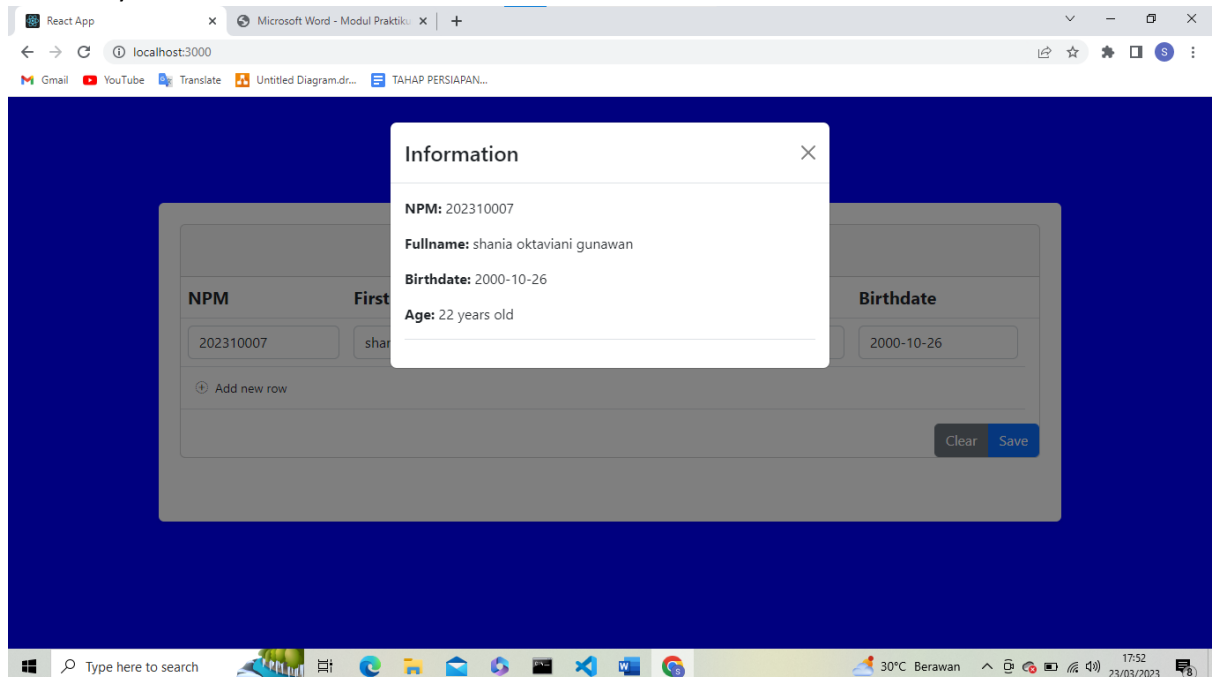 React App
Microsoft Word - Modul Praktiku
localhost:3000
S
Gmail YouTube Translate Untitled Diagram.dr... TAHAP PERSIAPAN...
Information
NPM: 202310007
Fullname: shania oktaviani gunawan
Birthdate: 2000-10-26
Age: 22 years old
NPM First Birthdate
202310007 shar 2000-10-26
Add new row
Clear Save
Type here to search
30°C Berawan
17:52
23/03/2023
8